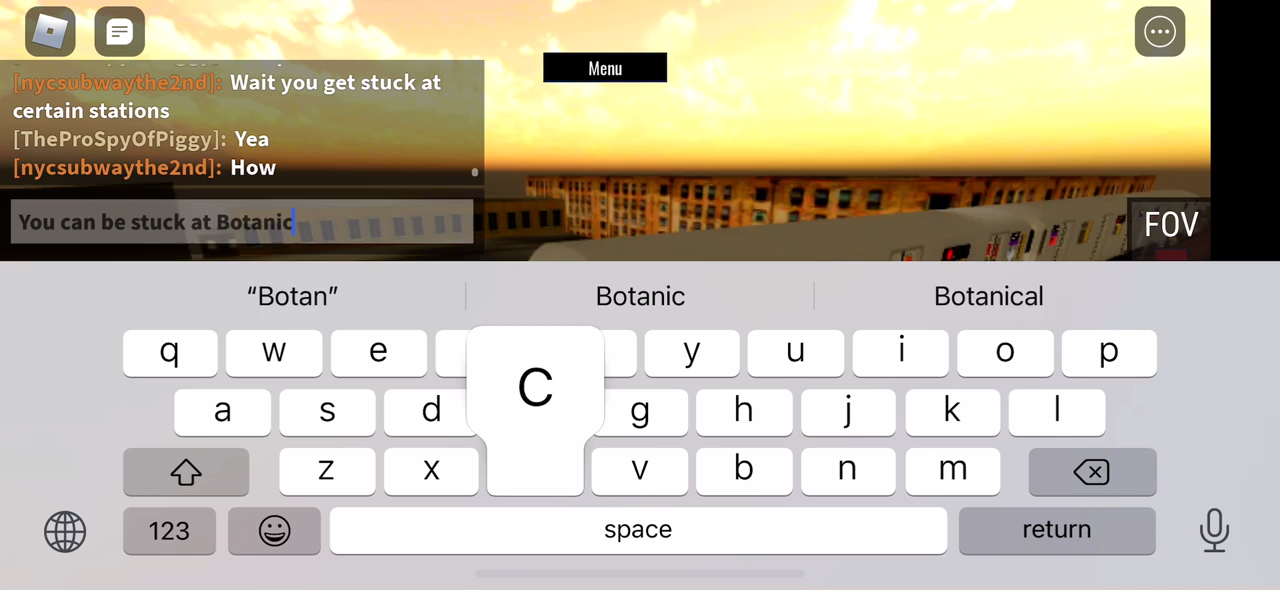 Menu
[nycsubwaythe2nd]: Wait you get stuck at
certain stations
[TheProSpyOfPiggy]: Yea
[nycsubwaythe2nd]: How
You can be stuck at Botanic
FOV
“Botan” Botanic Botanical
q w e y u i o p
C
a s d g h j k l
z x v b n m
123 space return